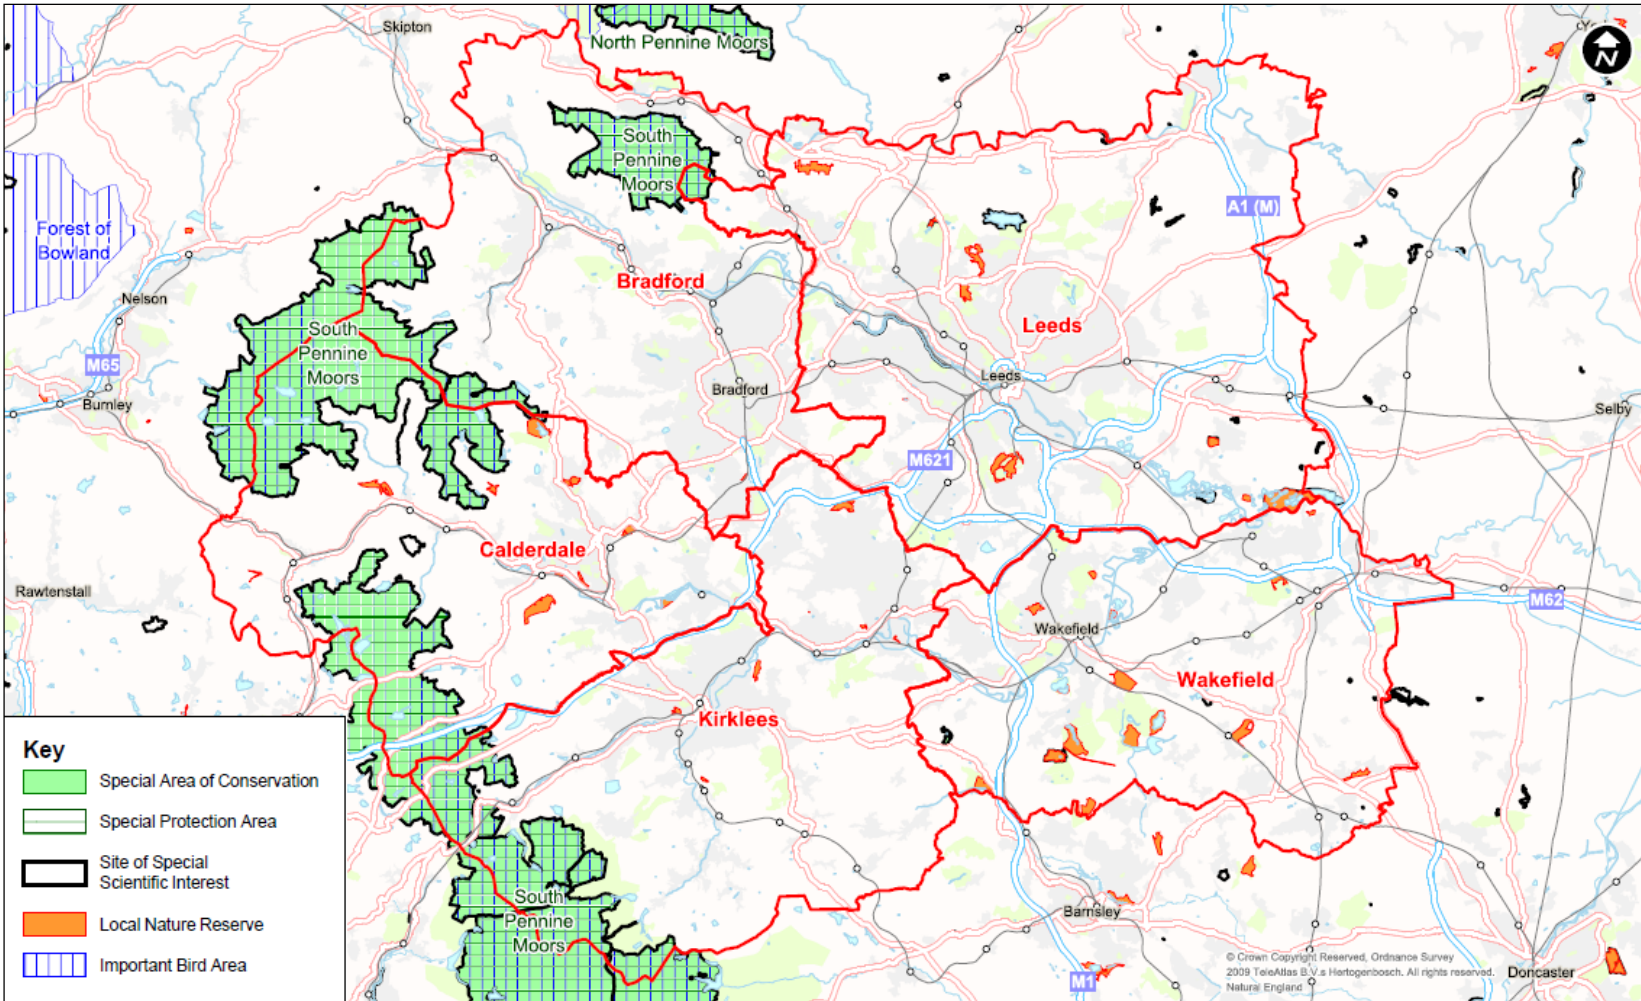 Skipton
North Pennine Moors
N
South
Pennine
Moors
A1 (M)
Forest of
Bowland
Bradford
Nelson
Leeds
South
Pennine
Moors
M65
Leeds
Bradford
Burnley
Selby
M621
Calderdale
Rawtenstall
M62
Wakefield
Wakefield
Kirklees
Key
Special Area of Conservation
Special Protection Area
Site of Special
Scientific Interest
Local Nature Reserve
Important Bird Area
South
Pennine
Moors
Barnsley
M1
© Crown Copyright Reserved, Ordnance Survey
2009 TeleAtlas B.V.s Hertogenbosch. All rights reserved.
Natural England
Doncaster